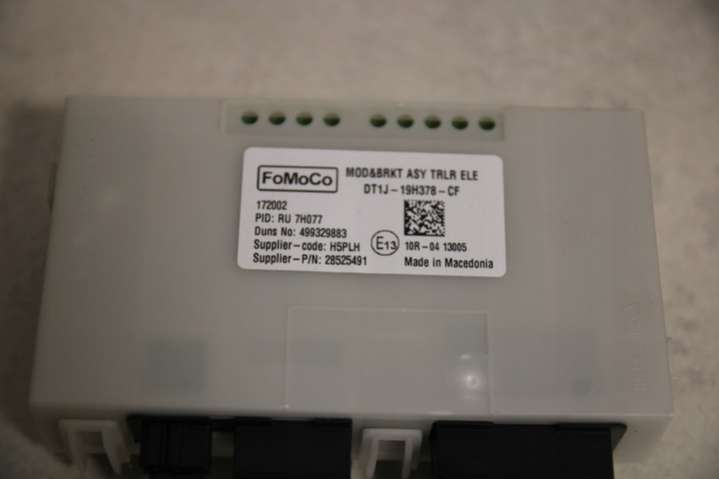 FoMoCo
MOD&BRKT ASY TRLR ELE
DT1J-19H378-CF
172002
PID: RU 7H077
Duns No: 499329883
Supplier-code: H5PLH
Supplier-P/N: 28525491
E13
10R-04 13005
Made in Macedonia